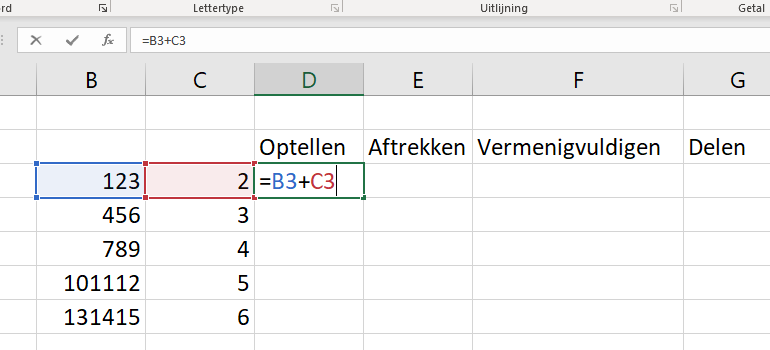 rd Lettertype Uitlijning Getal
fx =B3+C3
B C D E F G
Optellen Aftrekken Vermenigvuldigen Delen
123 2 =B3+C3
456 3
789 4
101112 5
131415 6